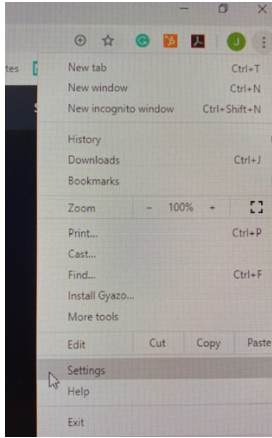 J
tes
New tab Ctrl+T
New window Ctrl+N
New incognito window Ctrl+Shift+N
History
Downloads Ctrl+J
Bookmarks
Zoom - 100% +
Print... Ctrl+P
Cast...
Find... Ctrl+F
Install Gyazo...
More tools
Edit Cut Copy Paste
Settings
Help
Exit